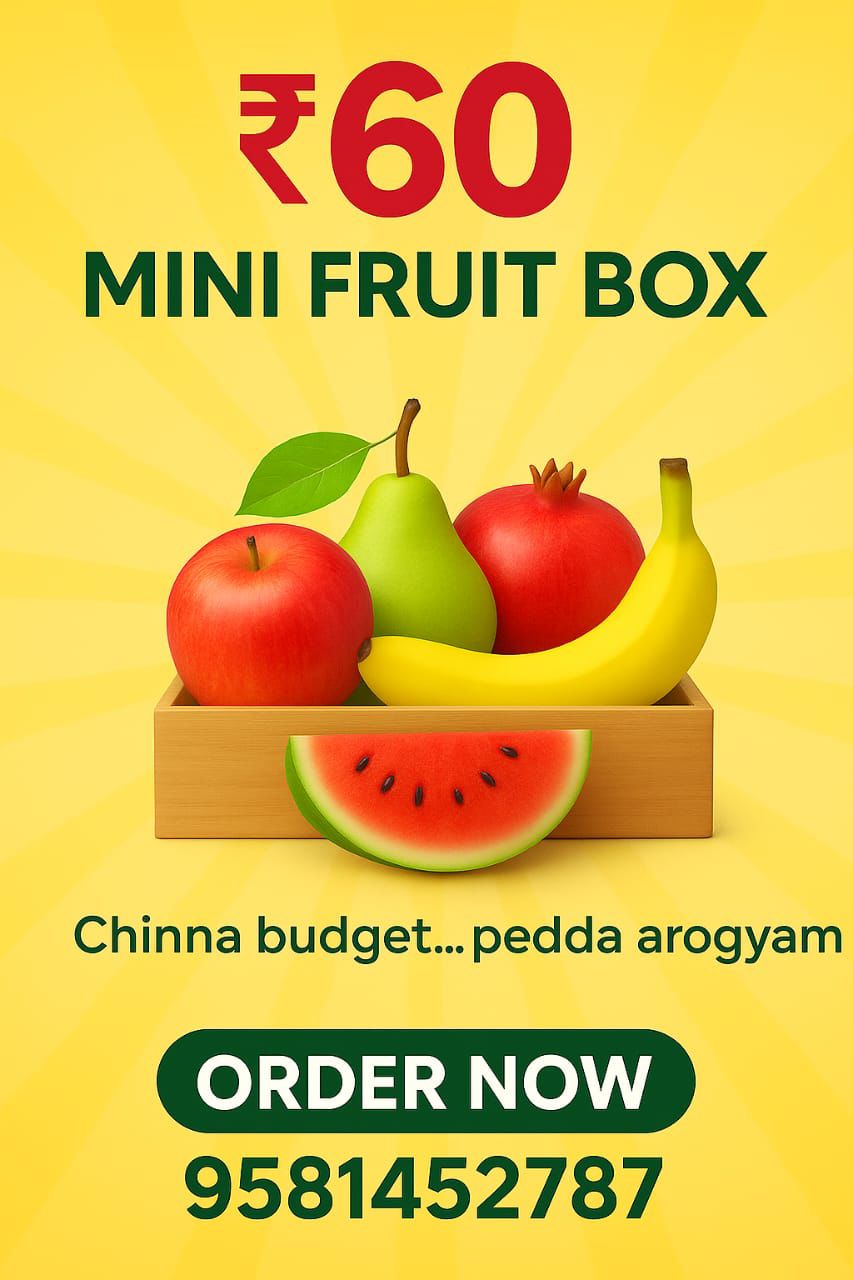 ₹60
MINI FRUIT BOX
Chinna budget... pedda arogyam
ORDER NOW
9581452787